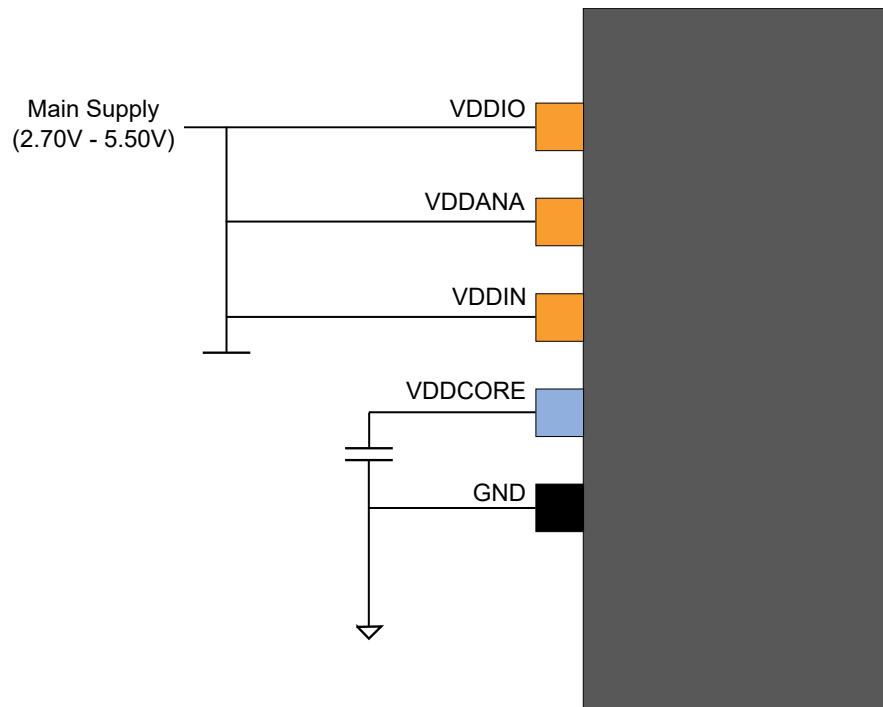 Main Supply
(2.70V - 5.50V)
VDDIO
VDDANA
VDDIN
VDDCORE
GND